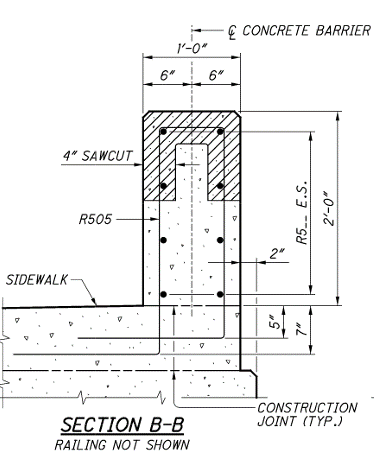 ℄ CONCRETE BARRIER
1'-0"
6" 6"
4" SAWCUT
R5__ E.S.
2'-0"
R505
2"
SIDEWALK
5"
7"
CONSTRUCTION
JOINT (TYP.)
SECTION B-B
RAILING NOT SHOWN